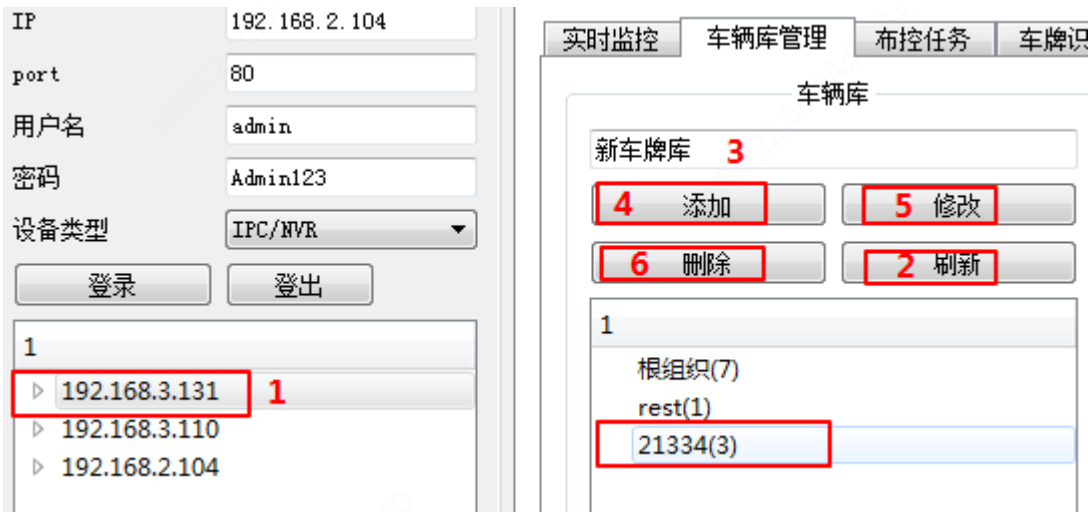 IP
192.168.2.104
port
80
用户名
admin
密码
Admin123
设备类型
IPC/NVR
登录
登出
1
192.168.3.131
1
192.168.3.110
192.168.2.104
实时监控
车辆库管理
布控任务
车牌识
车辆库
新车牌库
3
4
添加
5
修改
6
删除
2
刷新
1
根组织(7)
rest(1)
21334(3)